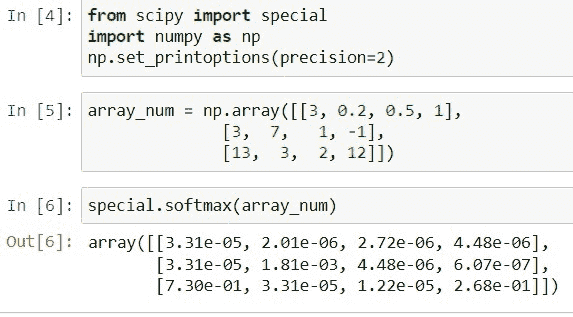 In [4]: from scipy import special
import numpy as np
np.set_printoptions(precision=2)
In [5]: array_num = np.array([[3, 0.2, 0.5, 1],
[3, 7, 1, -1],
[13, 3, 2, 12]])
In [6]: special.softmax(array_num)
Out[6]: array([[3.31e-05, 2.01e-06, 2.72e-06, 4.48e-06],
[3.31e-05, 1.81e-03, 4.48e-06, 6.07e-07],
[7.30e-01, 3.31e-05, 1.22e-05, 2.68e-01]])